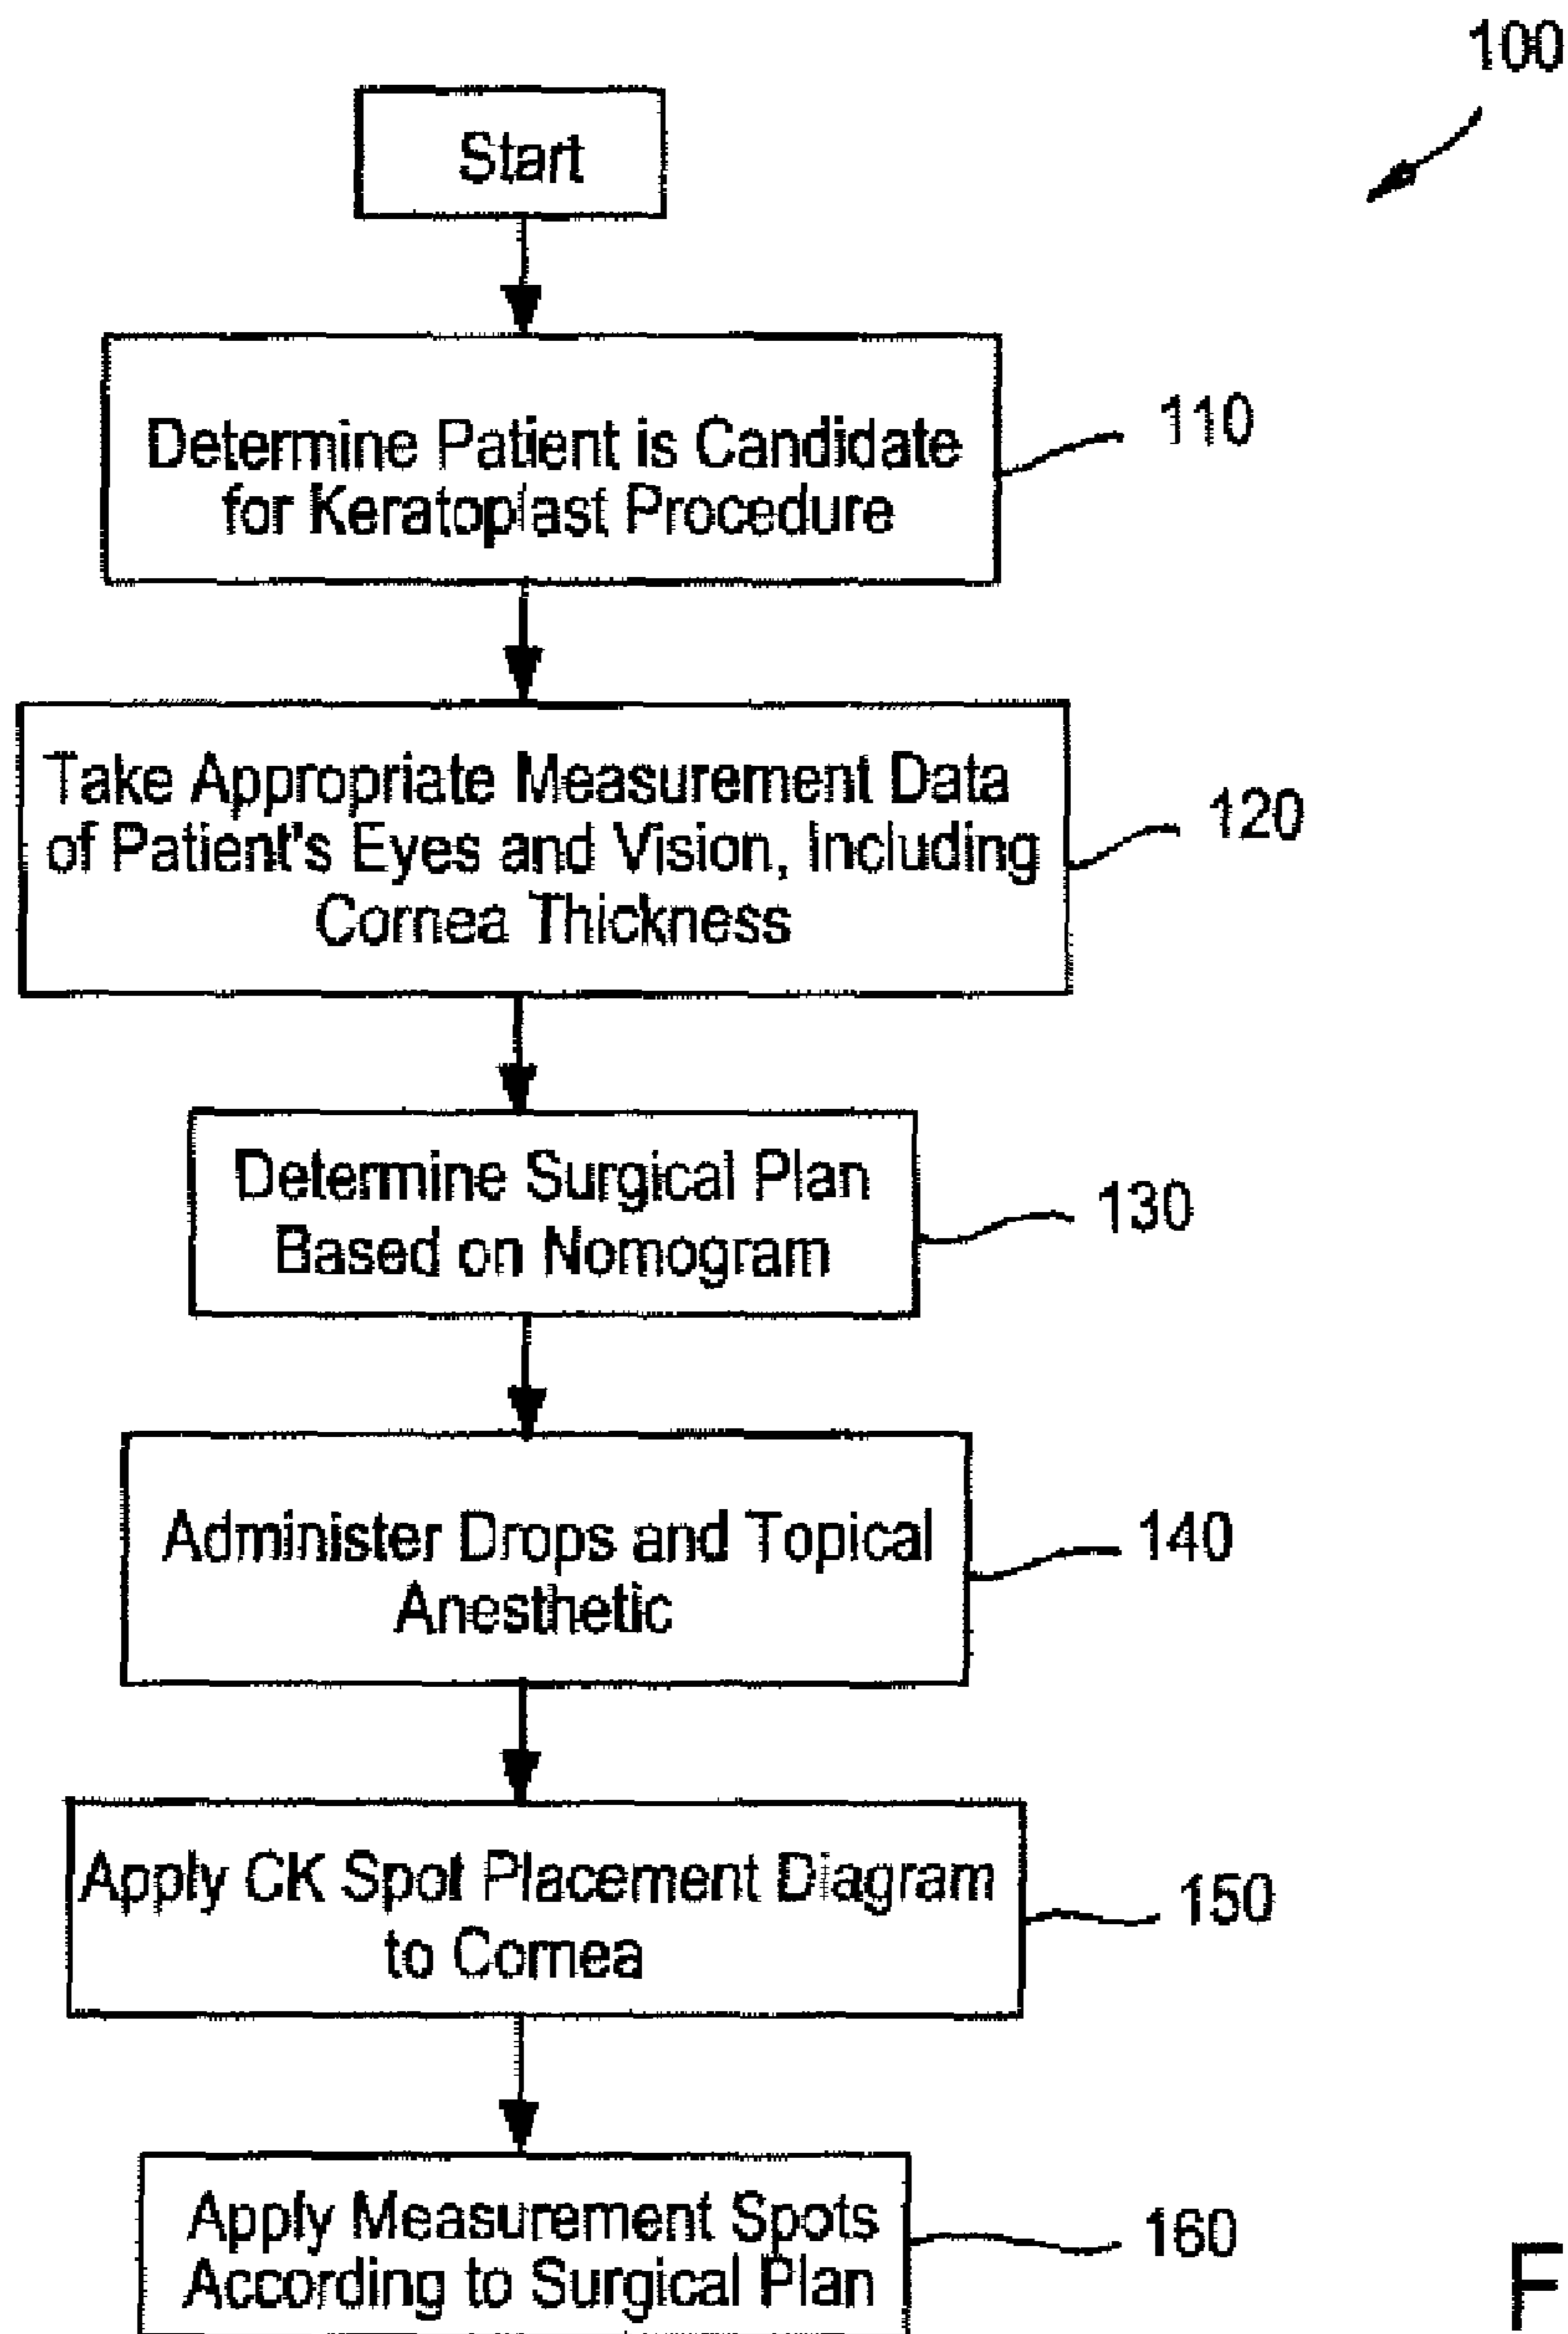 100
Start
Determine Patient is Candidate
for Keratoplast Procedure
110
Take Appropriate Measurement Data
of Patient's Eyes and Vision, Including
Cornea Thickness
120
Determine Surgical Plan
Based on Nomogram
130
Administer Drops and Topical
Anesthetic
140
Apply CK Spot Placement Diagram
to Cornea
150
Apply Measurement Spots
According to Surgical Plan
160
F